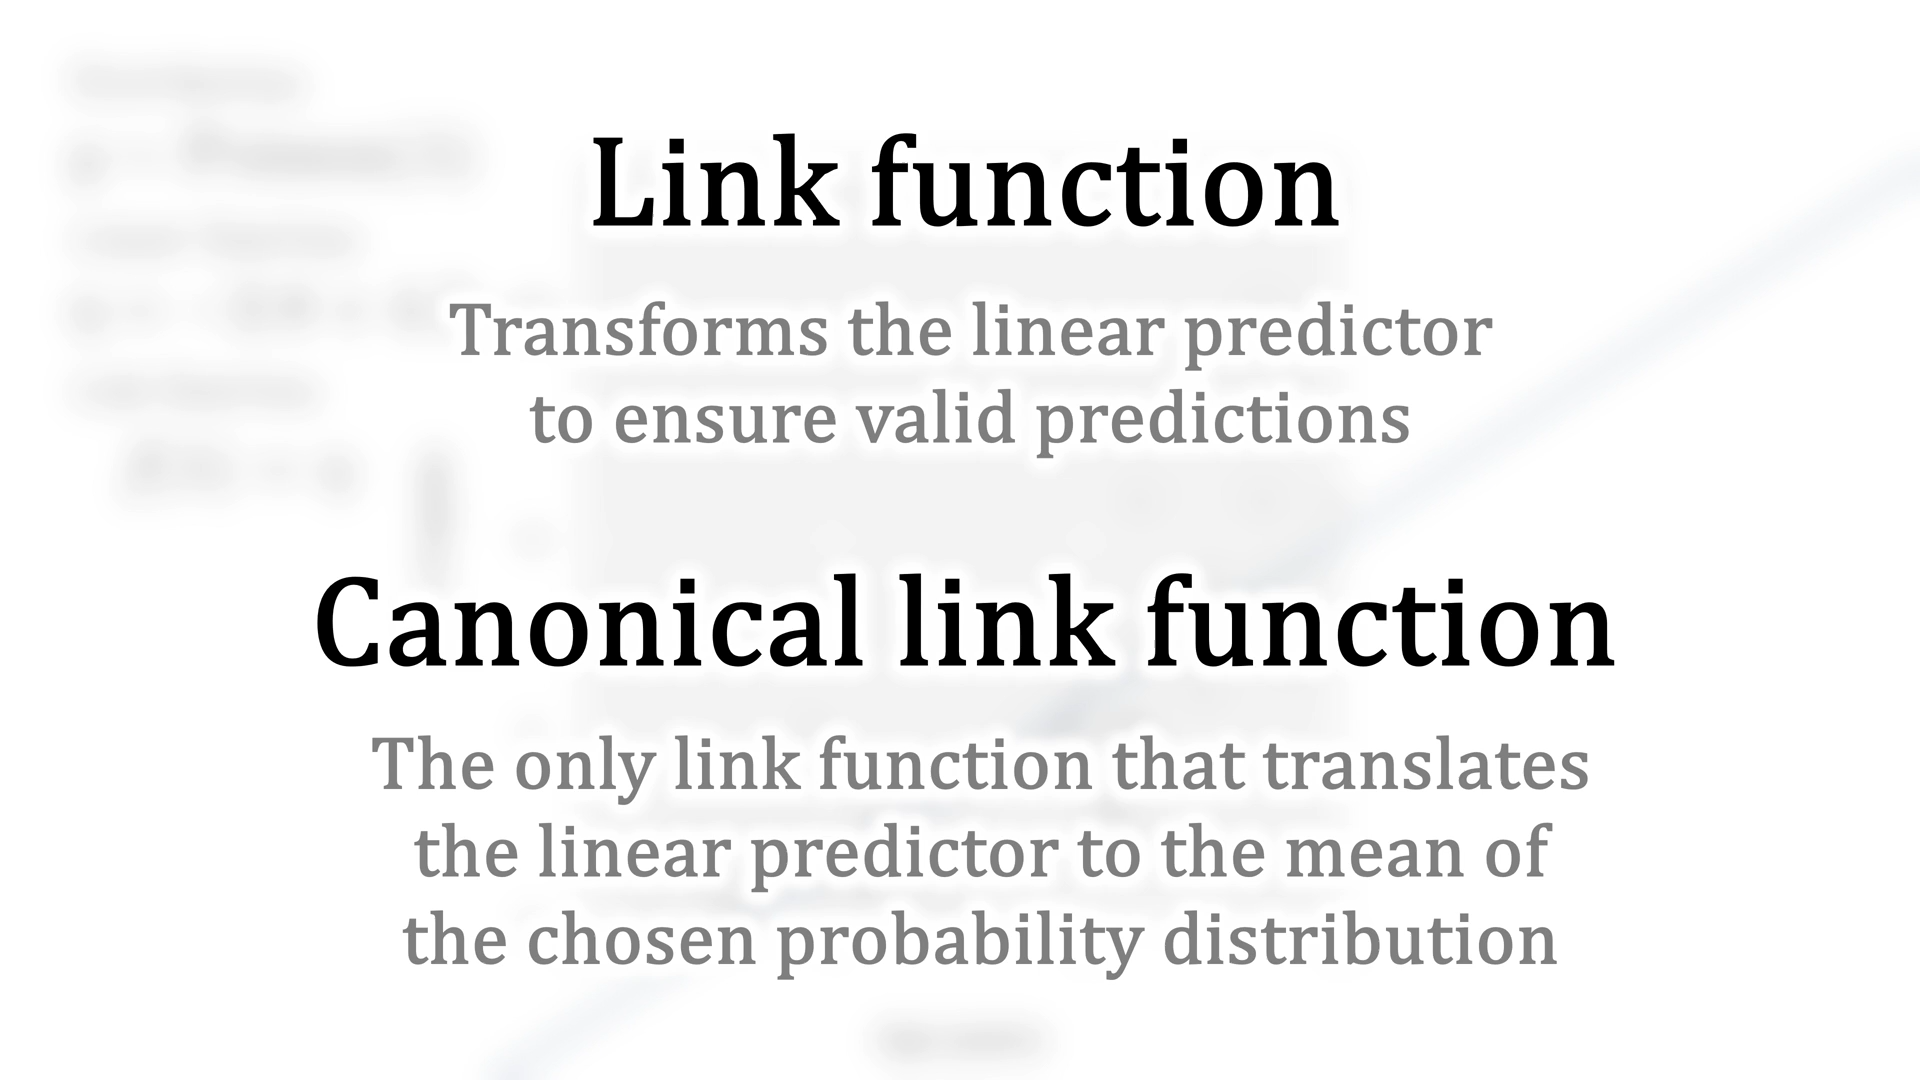 Link function
Transforms the linear predictor
to ensure valid predictions
Canonical link function
The only link function that translates
the linear predictor to the mean of
the chosen probability distribution